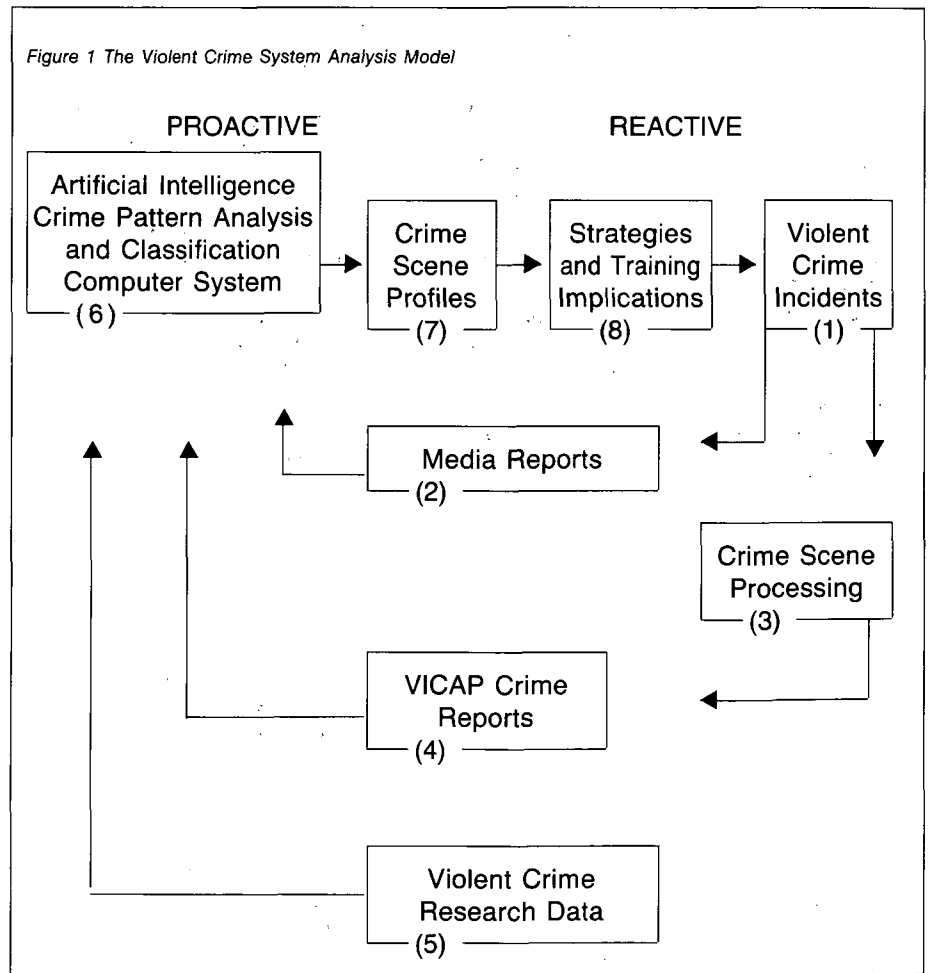 Figure 1 The Violent Crime System Analysis Model
PROACTIVE
REACTIVE
Artificial Intelligence
Crime Pattern Analysis
and Classification
Computer System
(6)
Crime
Scene
Profiles
(7)
Strategies
and Training
Implications
(8)
Violent
Crime
Incidents
(1)
Media Reports
(2)
Crime Scene
Processing
(3)
VICAP Crime
Reports
(4)
Violent Crime
Research Data
(5)